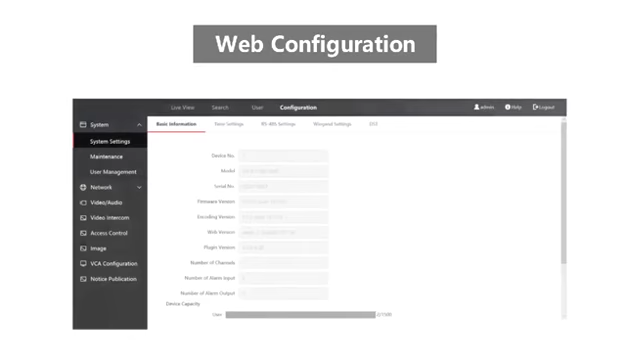 Web Configuration
Live View Search User Configuration admin Help Logout
System
System Settings
Maintenance
User Management
Network
Video/Audio
Video Intercom
Access Control
Image
VCA Configuration
Notice Publication
Basic Information Time Settings RS-485 Settings Wiegand Settings DST
Device No.
Model
Serial No.
Firmware Version
Encoding Version
Web Version
Plugin Version
Number of Channels
Number of Alarm Input
Number of Alarm Output
Device Capacity
User